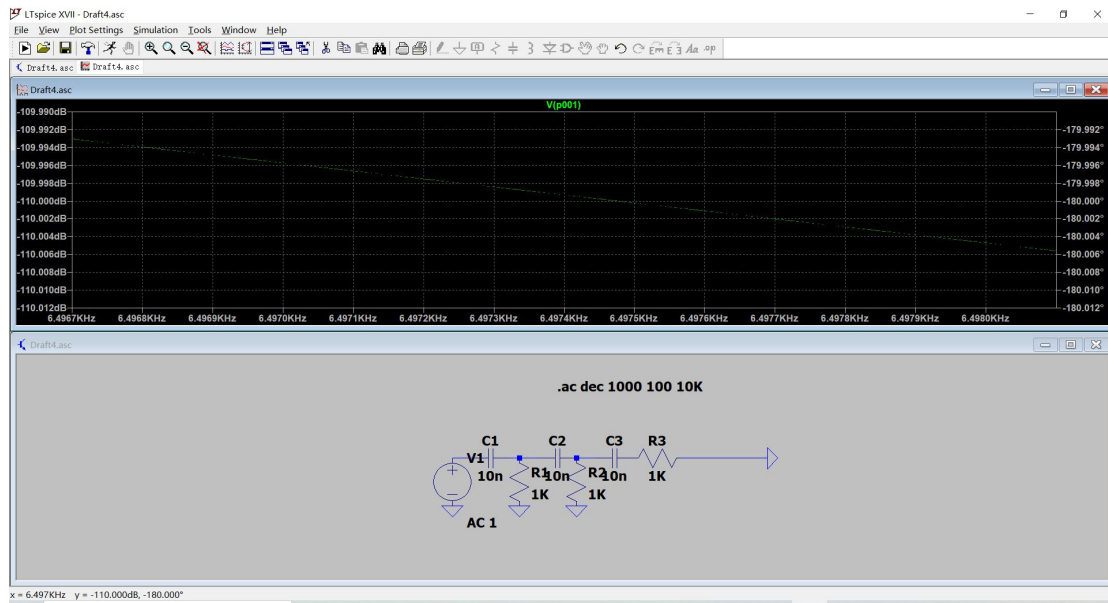 LTspice XVII - Draft4.asc
File View Plot Settings Simulation Tools Window Help
Draft4.asc Draft4.asc
Draft4.asc
V(p001)
-109.990dB
-109.992dB -179.992°
-109.994dB -179.994°
-109.996dB -179.996°
-109.998dB -179.998°
-110.000dB -180.000°
-110.002dB -180.002°
-110.004dB -180.004°
-110.006dB -180.006°
-110.008dB -180.008°
-110.010dB -180.010°
-110.012dB -180.012°
6.4967KHz 6.4968KHz 6.4969KHz 6.4970KHz 6.4971KHz 6.4972KHz 6.4973KHz 6.4974KHz 6.4975KHz 6.4976KHz 6.4977KHz 6.4978KHz 6.4979KHz 6.4980KHz
Draft4.asc
.ac dec 1000 100 10K
C1 C2 C3 R3
V1
10n R1 10n R2 10n 1K
1K 1K
AC 1
x = 6.497KHz y = -110.000dB, -180.000°